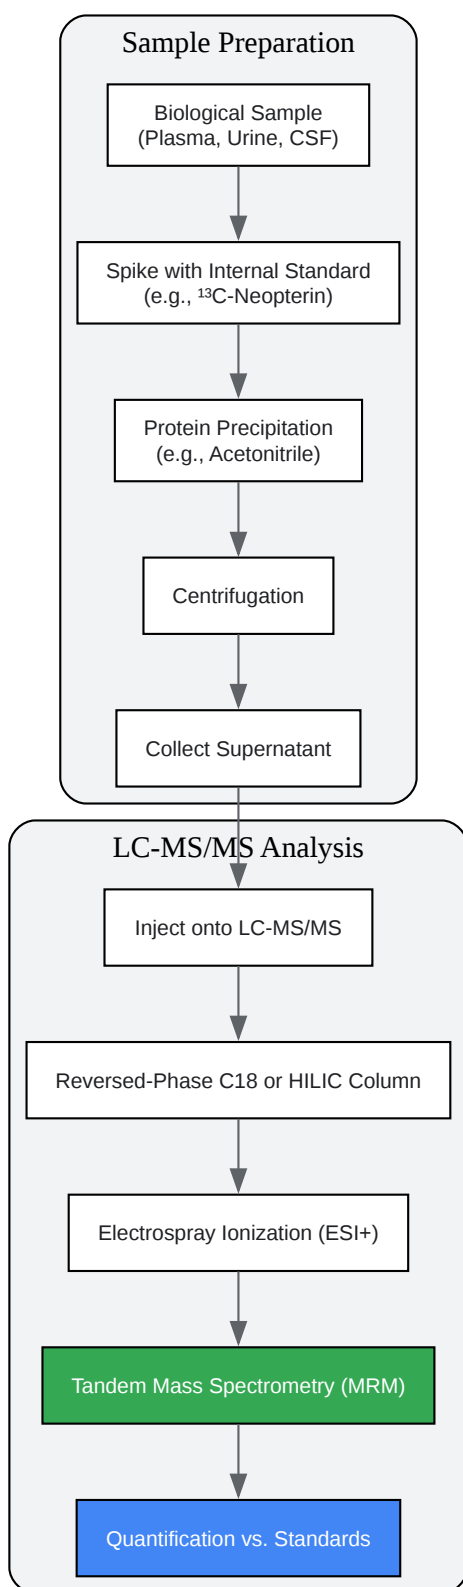 Sample Preparation
Biological Sample
(Plasma, Urine, CSF)
Spike with Internal Standard
(e.g., ¹³C-Neopterin)
Protein Precipitation
(e.g., Acetonitrile)
Centrifugation
Collect Supernatant
LC-MS/MS Analysis
Inject onto LC-MS/MS
Reversed-Phase C18 or HILIC Column
Electrospray Ionization (ESI+)
Tandem Mass Spectrometry (MRM)
Quantification vs. Standards